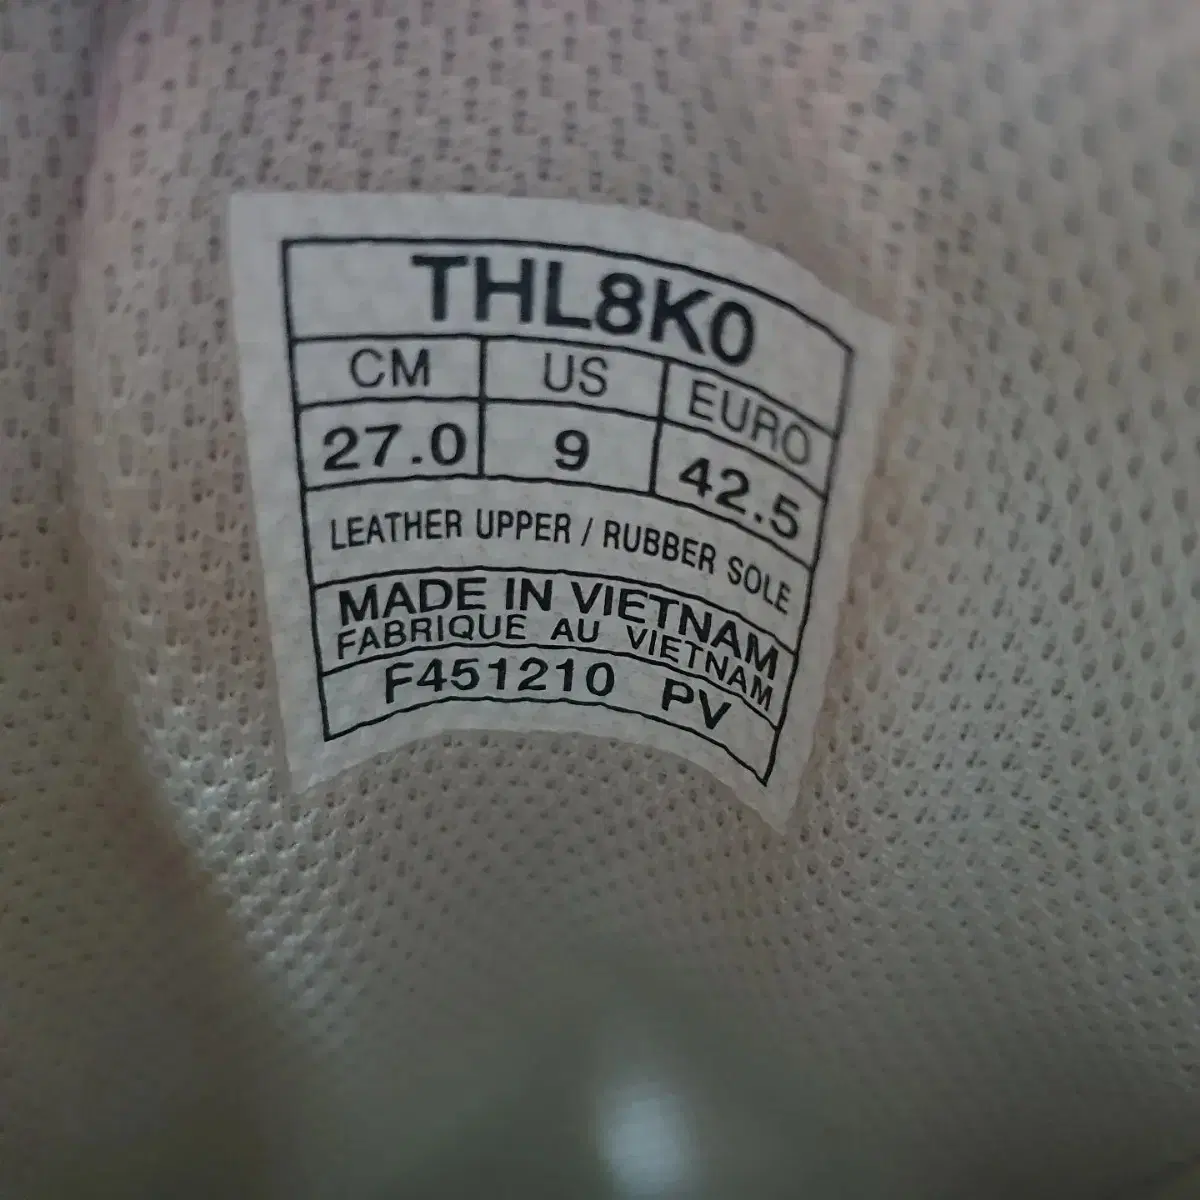 THL8K0
CM US EURO
27.0 9 42.5
LEATHER UPPER / RUBBER SOLE
MADE IN VIETNAM
FABRIQUE AU VIETNAM
F451210 PV